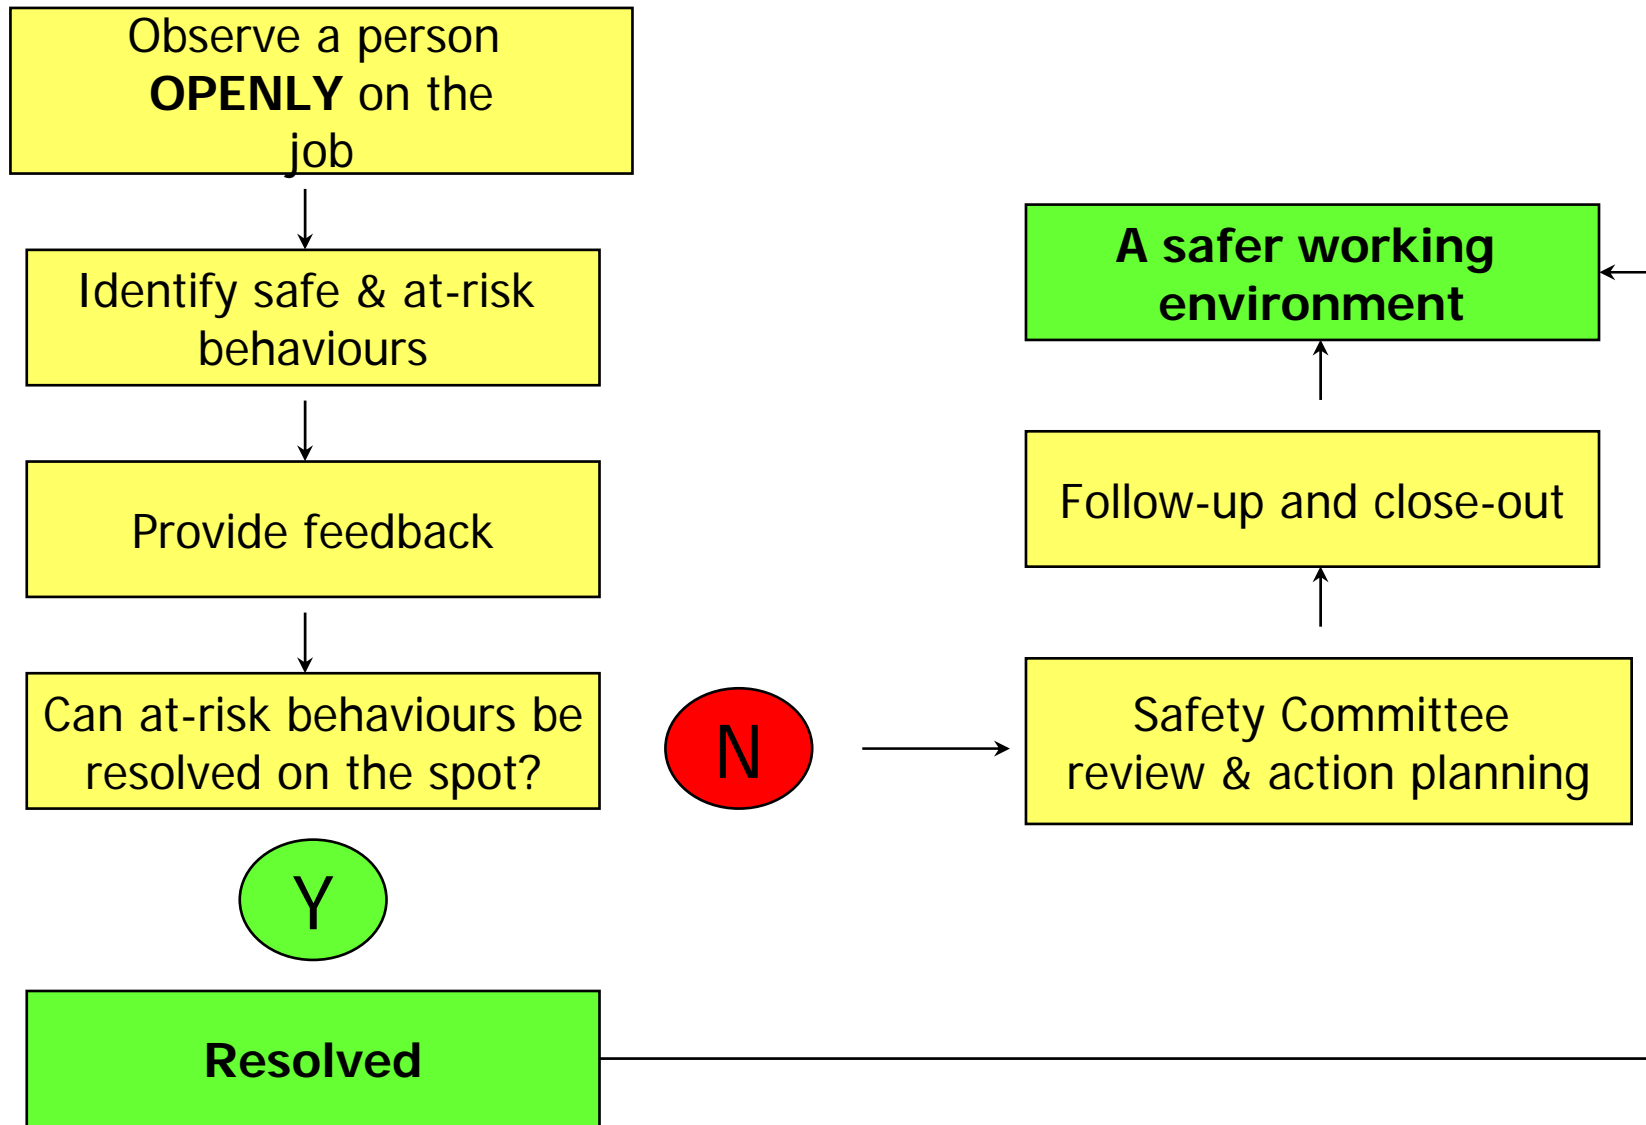 Observe a person
OPENLY on the
job
Identify safe & at-risk
behaviours
Provide feedback
Can at-risk behaviours be
resolved on the spot?
Y
Resolved
N
Safety Committee
review & action planning
Follow-up and close-out
A safer working
environment